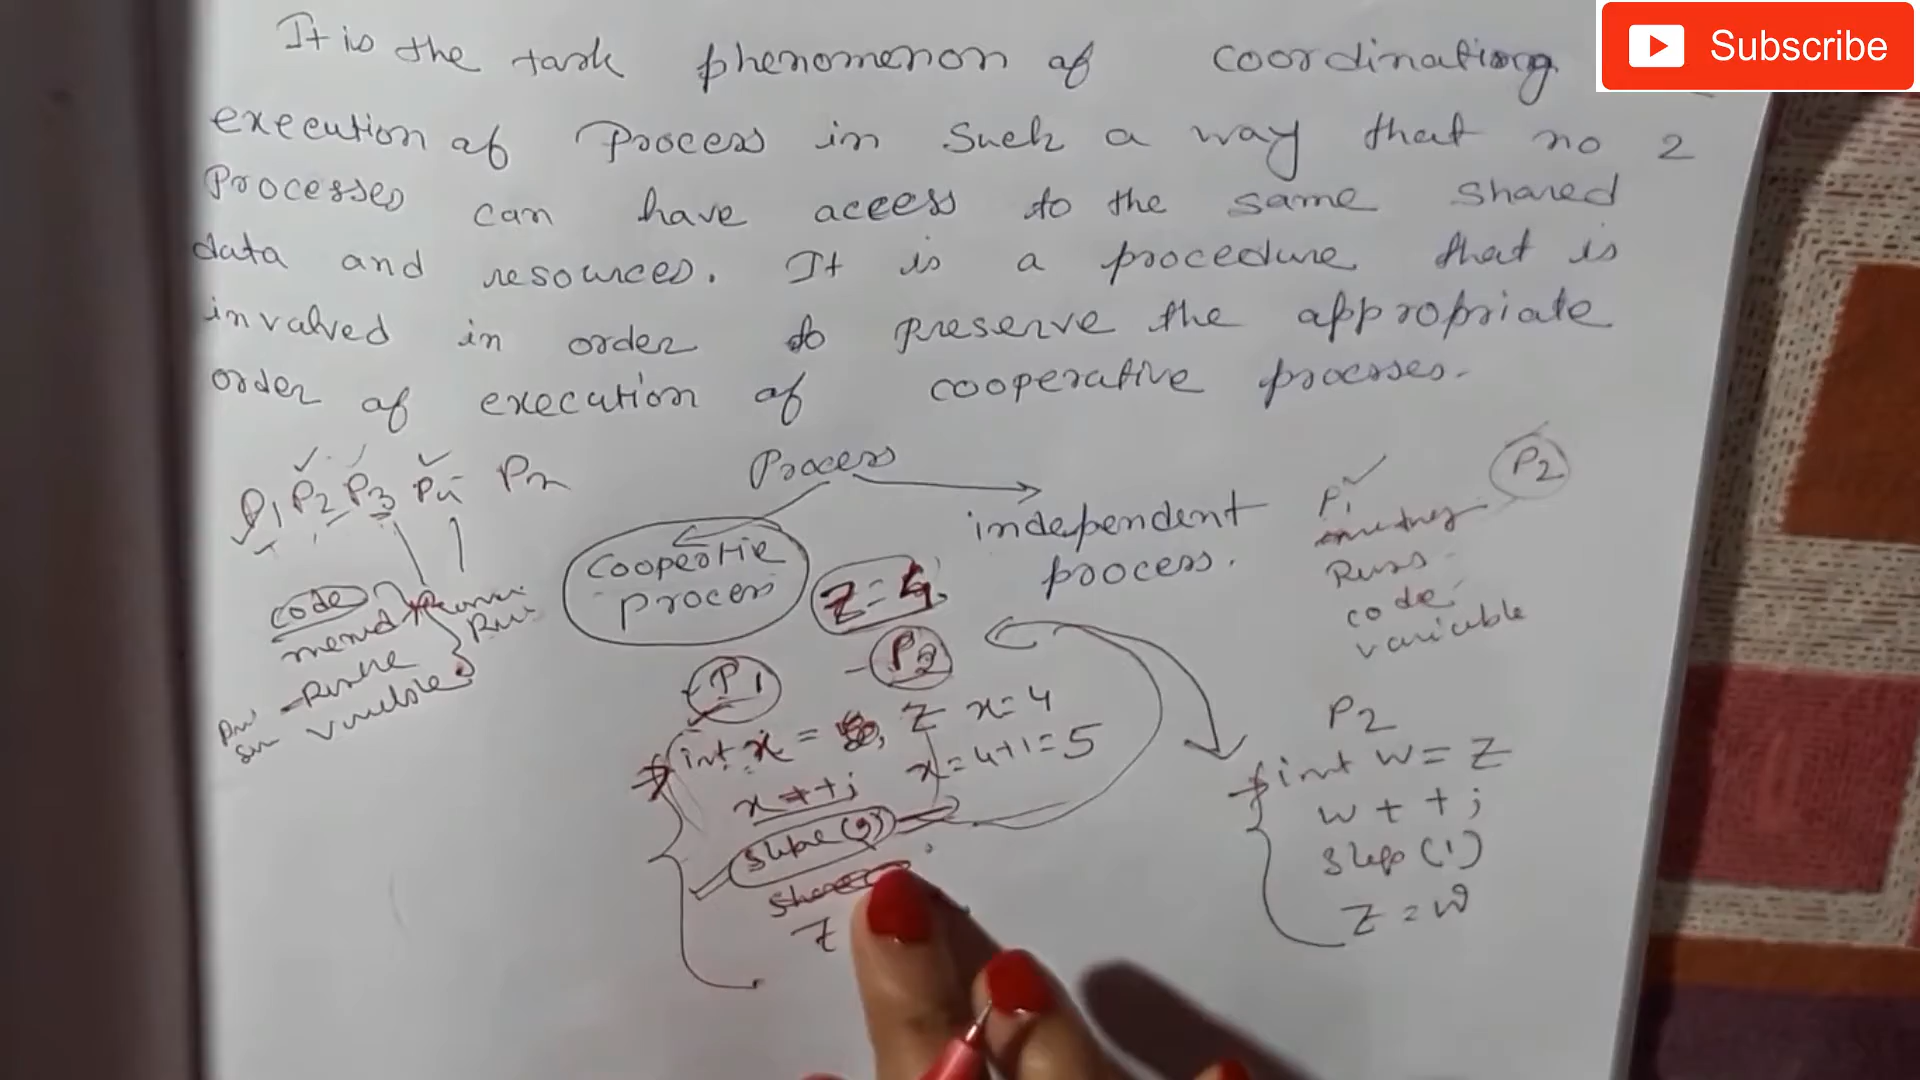 Subscribe
It is the task phenomenon of coordinating
execution of Process in Such a way that no 2
Processes can have access to the same shared
data and resources. It is a procedure that is
involved in order to preserve the appropriate
order of execution of cooperative processes.
P1 P2 P3 P4 Pn
Process
independent
process.
Cooperative
process
Z = 4
P1
P2
code
variable
code
P1
int x = Z
x++;
P2
x = 4
x = 4+1 = 5
Z
P2
int w = Z
w++;
sleep (1)
Z = w